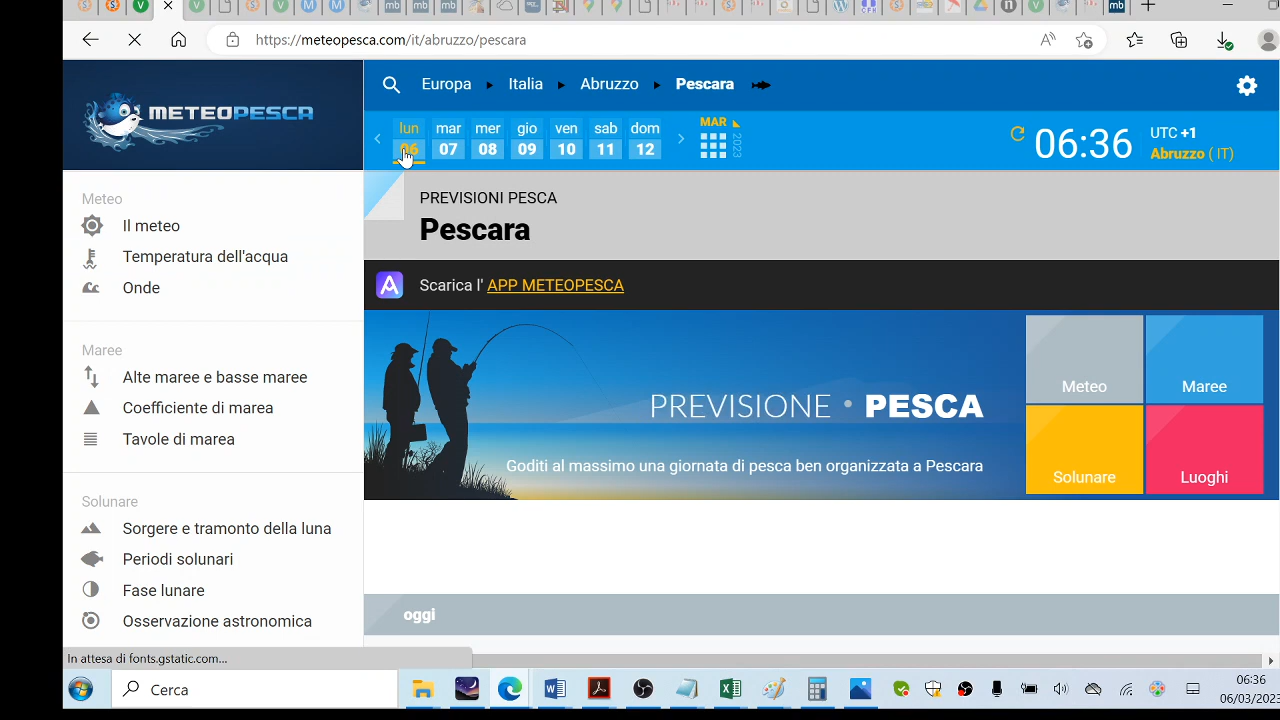 https://meteopesca.com/it/abruzzo/pescara
METEOPESCA
Europa Italia Abruzzo Pescara
lun mar mer gio ven sab dom
06 07 08 09 10 11 12
MAR
2023
06:36
UTC +1
Abruzzo ( IT)
Meteo
Il meteo
Temperatura dell'acqua
Onde
Maree
Alte maree e basse maree
Coefficiente di marea
Tavole di marea
Solunare
Sorgere e tramonto della luna
Periodi solunari
Fase lunare
Osservazione astronomica
PREVISIONI PESCA
Pescara
Scarica l' APP METEOPESCA
PREVISIONE • PESCA
Goditi al massimo una giornata di pesca ben organizzata a Pescara
Meteo
Maree
Solunare
Luoghi
oggi
In attesa di fonts.gstatic.com...
Cerca
06:36